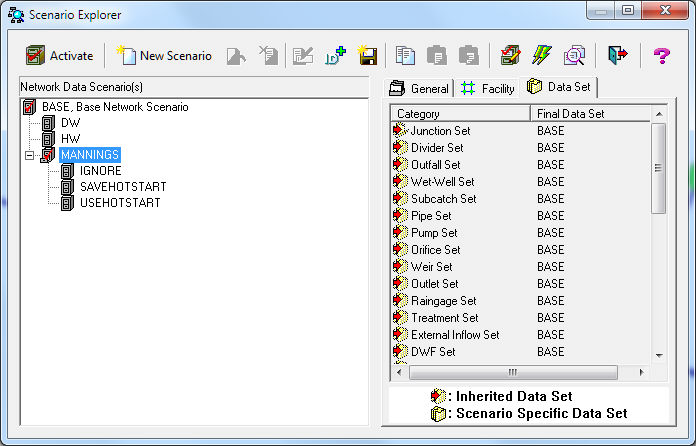 Scenario Explorer
Activate New Scenario ID
Network Data Scenario(s)
BASE, Base Network Scenario
DW
HW
MANNINGS
IGNORE
SAVEHOTSTART
USEHOTSTART
General Facility Data Set
Category Final Data Set
Junction Set BASE
Divider Set BASE
Outfall Set BASE
Wet-Well Set BASE
Subcatch Set BASE
Pipe Set BASE
Pump Set BASE
Orifice Set BASE
Weir Set BASE
Outlet Set BASE
Raingage Set BASE
Treatment Set BASE
External Inflow Set BASE
DWF Set BASE
: Inherited Data Set
: Scenario Specific Data Set